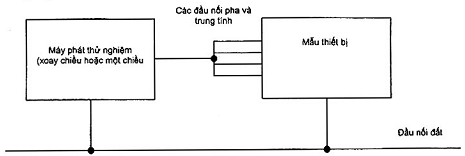 Các đầu nối pha và
trung tính
Máy phát thử nghiệm
(xoay chiều hoặc một chiều
Mẫu thiết bị
Đầu nối đất